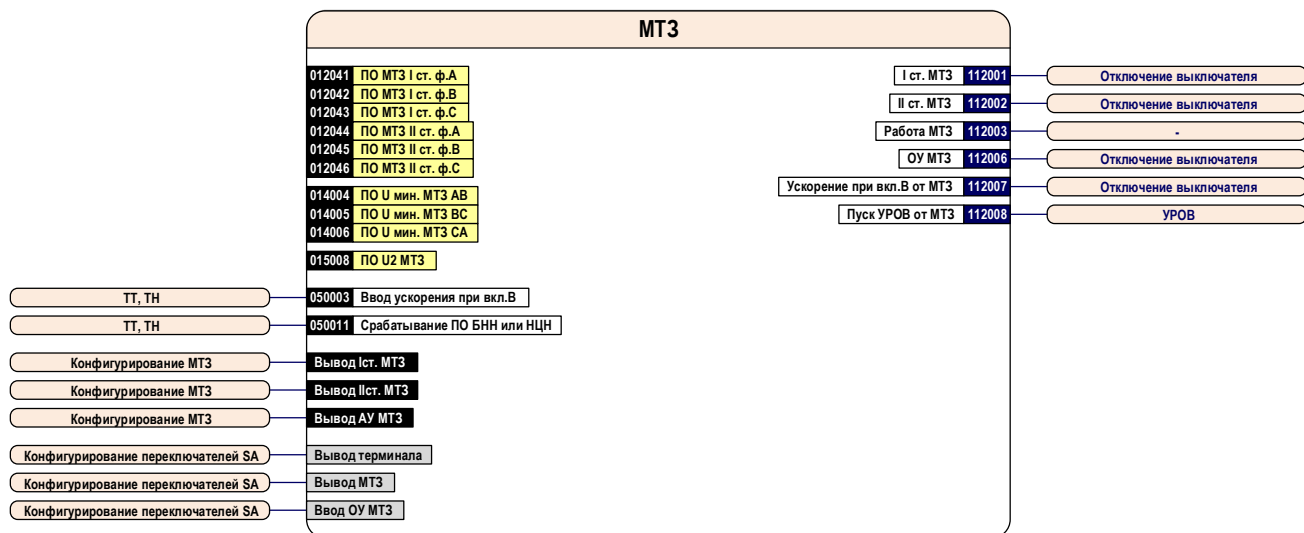 МТЗ
012041 ПО МТЗ I ст. ф.А
I ст. МТЗ 112001 Отключение выключателя
012042 ПО МТЗ I ст. ф.В
012043 ПО МТЗ I ст. ф.С
II ст. МТЗ 112002 Отключение выключателя
012044 ПО МТЗ II ст. ф.А
Работа МТЗ 112003 -
012045 ПО МТЗ II ст. ф.В
012046 ПО МТЗ II ст. ф.С
ОУ МТЗ 112006 Отключение выключателя
014004 ПО U мин. МТЗ АВ
Ускорение при вкл.В от МТЗ 112007 Отключение выключателя
014005 ПО U мин. МТЗ ВС
Пуск УРОВ от МТЗ 112008 УРОВ
014006 ПО U мин. МТЗ СА
015008 ПО U2 МТЗ
ТТ, ТН 050003 Ввод ускорения при вкл.В
ТТ, ТН 050011 Срабатывание ПО БНН или НЦН
Конфигурирование МТЗ Вывод Iст. МТЗ
Конфигурирование МТЗ Вывод IIст. МТЗ
Конфигурирование МТЗ Вывод АУ МТЗ
Конфигурирование переключателей SA Вывод терминала
Конфигурирование переключателей SA Вывод МТЗ
Конфигурирование переключателей SA Ввод ОУ МТЗ